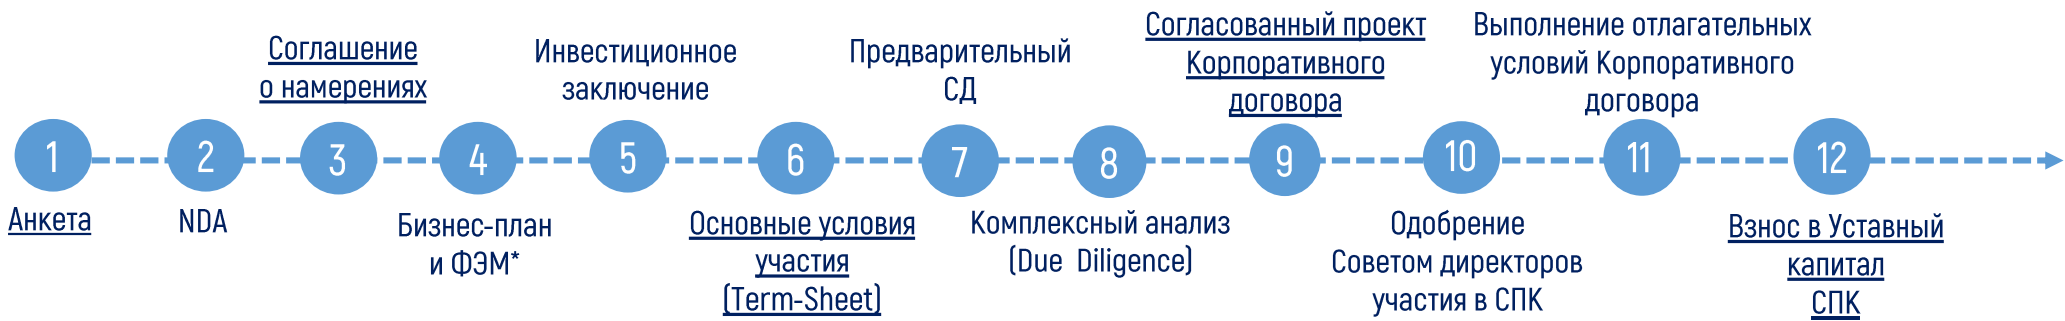 1
Анкета
2
NDA
Соглашение
о намерениях
3
4
Бизнес-план
и ФЭМ*
Инвестиционное
заключение
5
6
Основные условия
участия
(Term-Sheet)
Предварительный
СД
7
8
Комплексный анализ
(Due Diligence)
Согласованный проект
Корпоративного
договора
9
10
Одобрение
Советом директоров
участия в СПК
Выполнение отлагательных
условий Корпоративного
договора
11
12
Взнос в Уставный
капитал
СПК